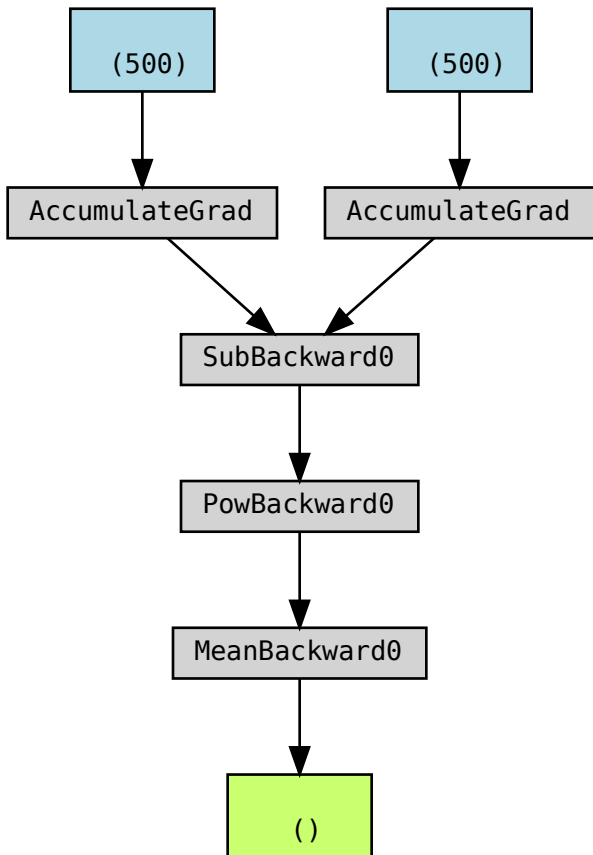 (500)
(500)
AccumulateGrad
AccumulateGrad
SubBackward0
PowBackward0
MeanBackward0
()